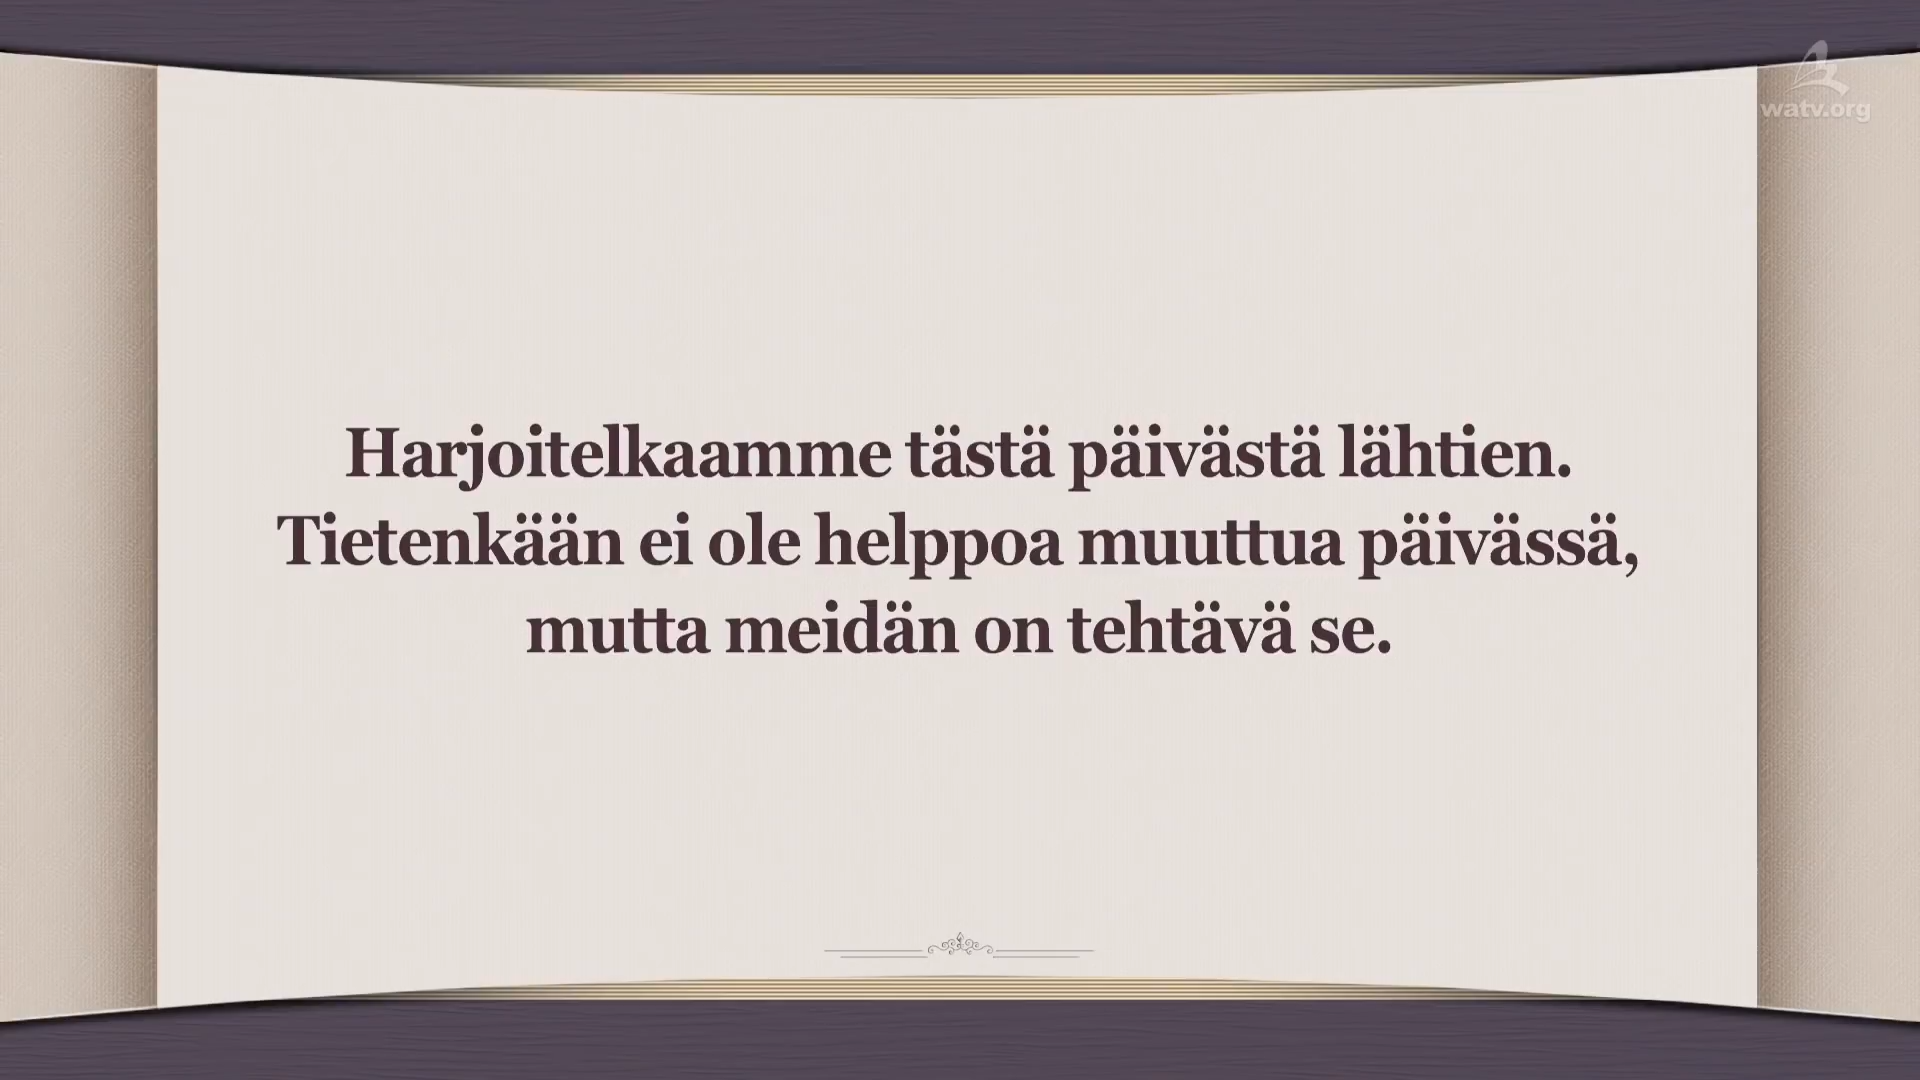 watv.org
Harjoitelkaamme tästä päivästä lähtien.
Tietenkään ei ole helppoa muuttua päivässä,
mutta meidän on tehtävä se.